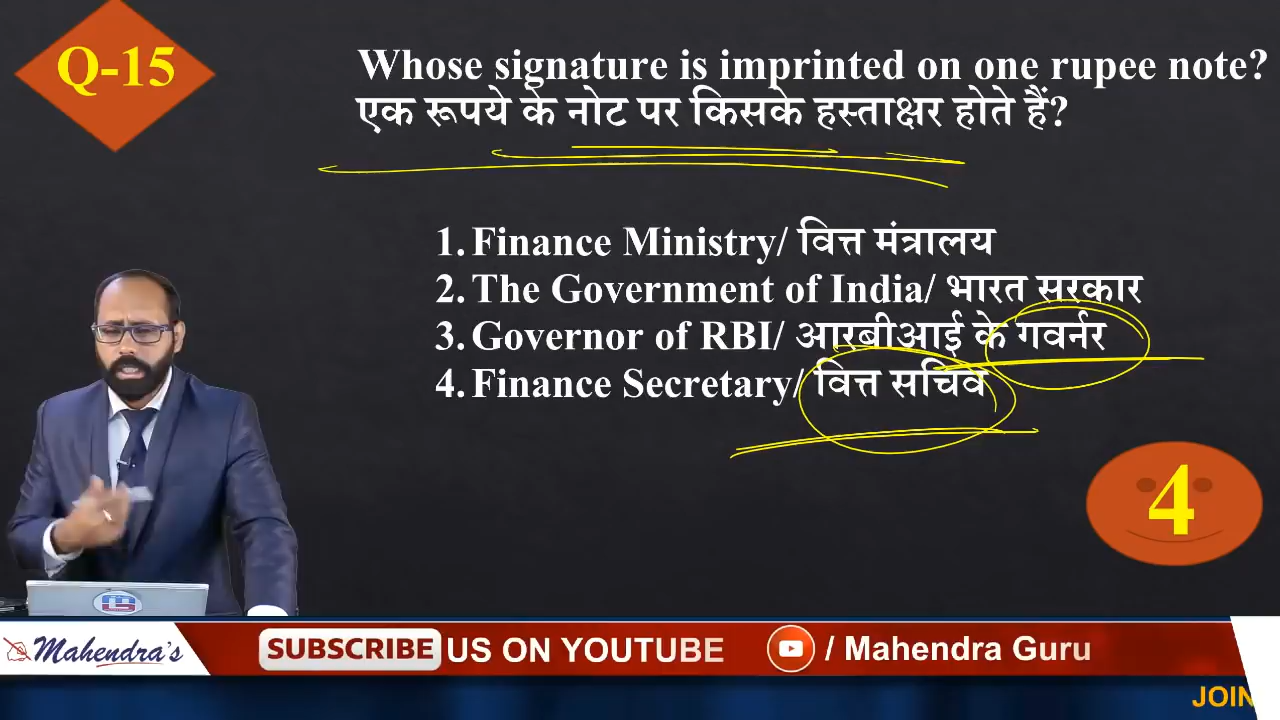 Q-15
Whose signature is imprinted on one rupee note?
एक रूपये के नोट पर किसके हस्ताक्षर होते हैं?
1. Finance Ministry/ वित्त मंत्रालय
2. The Government of India/ भारत सरकार
3. Governor of RBI/ आरबीआई के गवर्नर
4. Finance Secretary/ वित्त सचिव
4
Mahendra's
SUBSCRIBE US ON YOUTUBE / Mahendra Guru
JOIN